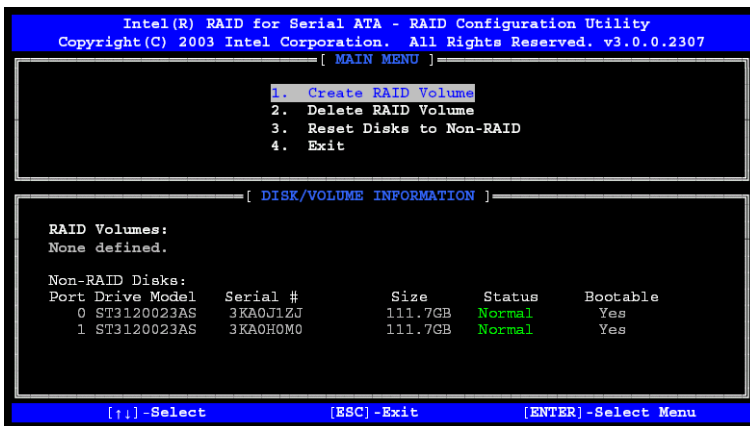 Intel(R) RAID for Serial ATA - RAID Configuration Utility
Copyright(C) 2003 Intel Corporation. All Rights Reserved. v3.0.0.2307
[ MAIN MENU ]
1. Create RAID Volume
2. Delete RAID Volume
3. Reset Disks to Non-RAID
4. Exit
[ DISK/VOLUME INFORMATION ]
RAID Volumes:
None defined.
Non-RAID Disks:
Port Drive Model Serial # Size Status Bootable
0 ST3120023AS 3KA0J1ZJ 111.7GB Normal Yes
1 ST3120023AS 3KA0H0M0 111.7GB Normal Yes
[↑↓]-Select [ESC]-Exit [ENTER]-Select Menu